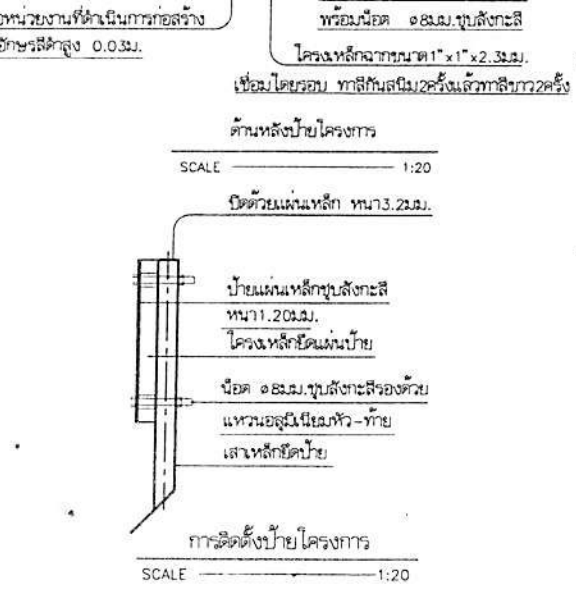 หน่วยงานที่ดำเนินการก่อสร้าง
อักษรสีดำสูง 0.03ม.
พร้อมน๊อต ø8มม.ชุบสังกะสี
โครงเหล็กฉากขนาด1"x1"x2.3มม.
เชื่อมโดยรอบ ทาสีกันสนิม2ครั้งแล้วทาสีขาว2ครั้ง
ด้านหลังป้ายโครงการ
SCALE 1:20
ปิดด้วยแผ่นเหล็ก หนา3.2มม.
ป้ายแผ่นเหล็กชุบสังกะสี
หนา1.20มม.
โครงเหล็กยึดแผ่นป้าย
น๊อต ø8มม.ชุบสังกะสีรองด้วย
แหวนอลูมิเนียมหัว-ท้าย
เสาเหล็กยึดป้าย
การติดตั้งป้ายโครงการ
SCALE 1:20